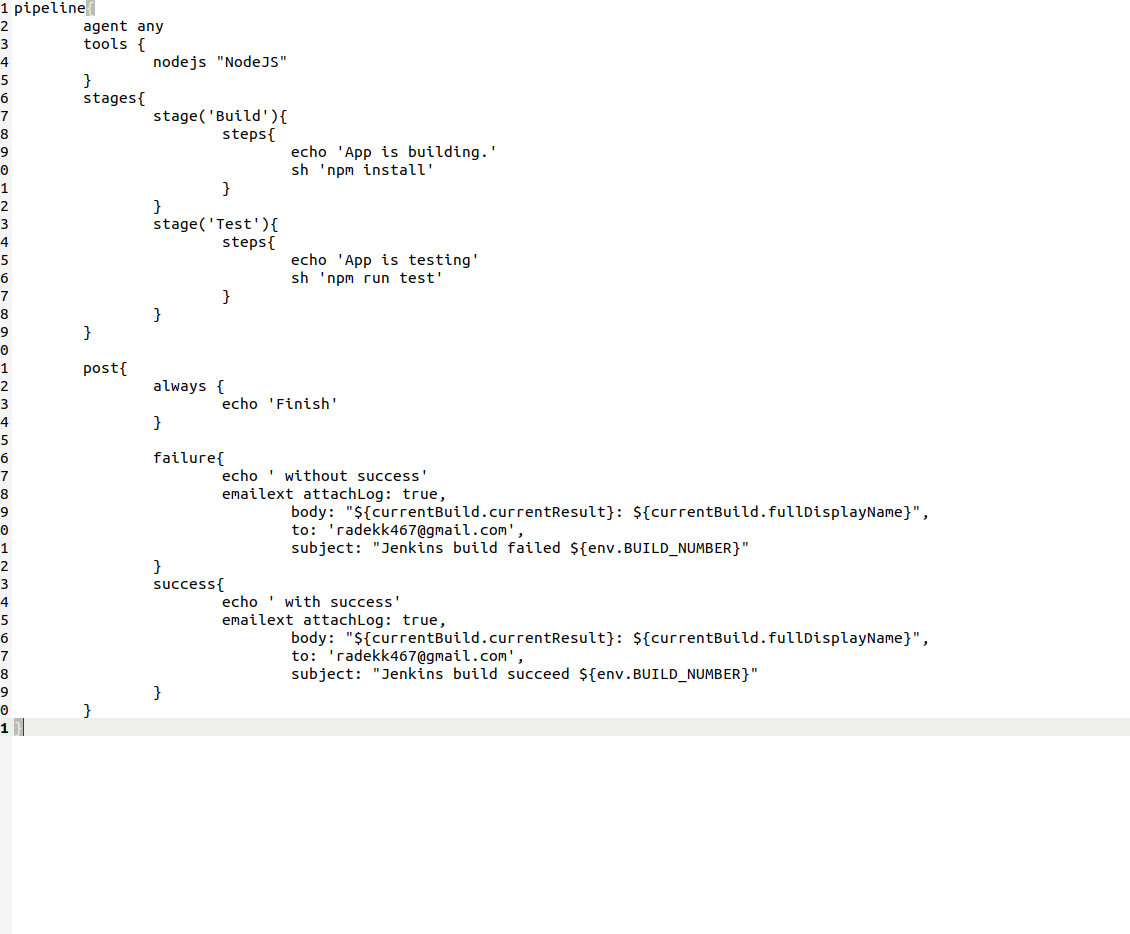 1 pipeline{
2 agent any
3 tools {
4 nodejs "NodeJS"
5 }
6 stages{
7 stage('Build'){
8 steps{
9 echo 'App is building.'
0 sh 'npm install'
1 }
2 }
3 stage('Test'){
4 steps{
5 echo 'App is testing'
6 sh 'npm run test'
7 }
8 }
9 }
0
1 post{
2 always {
3 echo 'Finish'
4 }
5
6 failure{
7 echo ' without success'
8 emailext attachLog: true,
9 body: "${currentBuild.currentResult}: ${currentBuild.fullDisplayName}",
0 to: 'radekk467@gmail.com',
1 subject: "Jenkins build failed ${env.BUILD_NUMBER}"
2 }
3 success{
4 echo ' with success'
5 emailext attachLog: true,
6 body: "${currentBuild.currentResult}: ${currentBuild.fullDisplayName}",
7 to: 'radekk467@gmail.com',
8 subject: "Jenkins build succeed ${env.BUILD_NUMBER}"
9 }
0 }
1 }